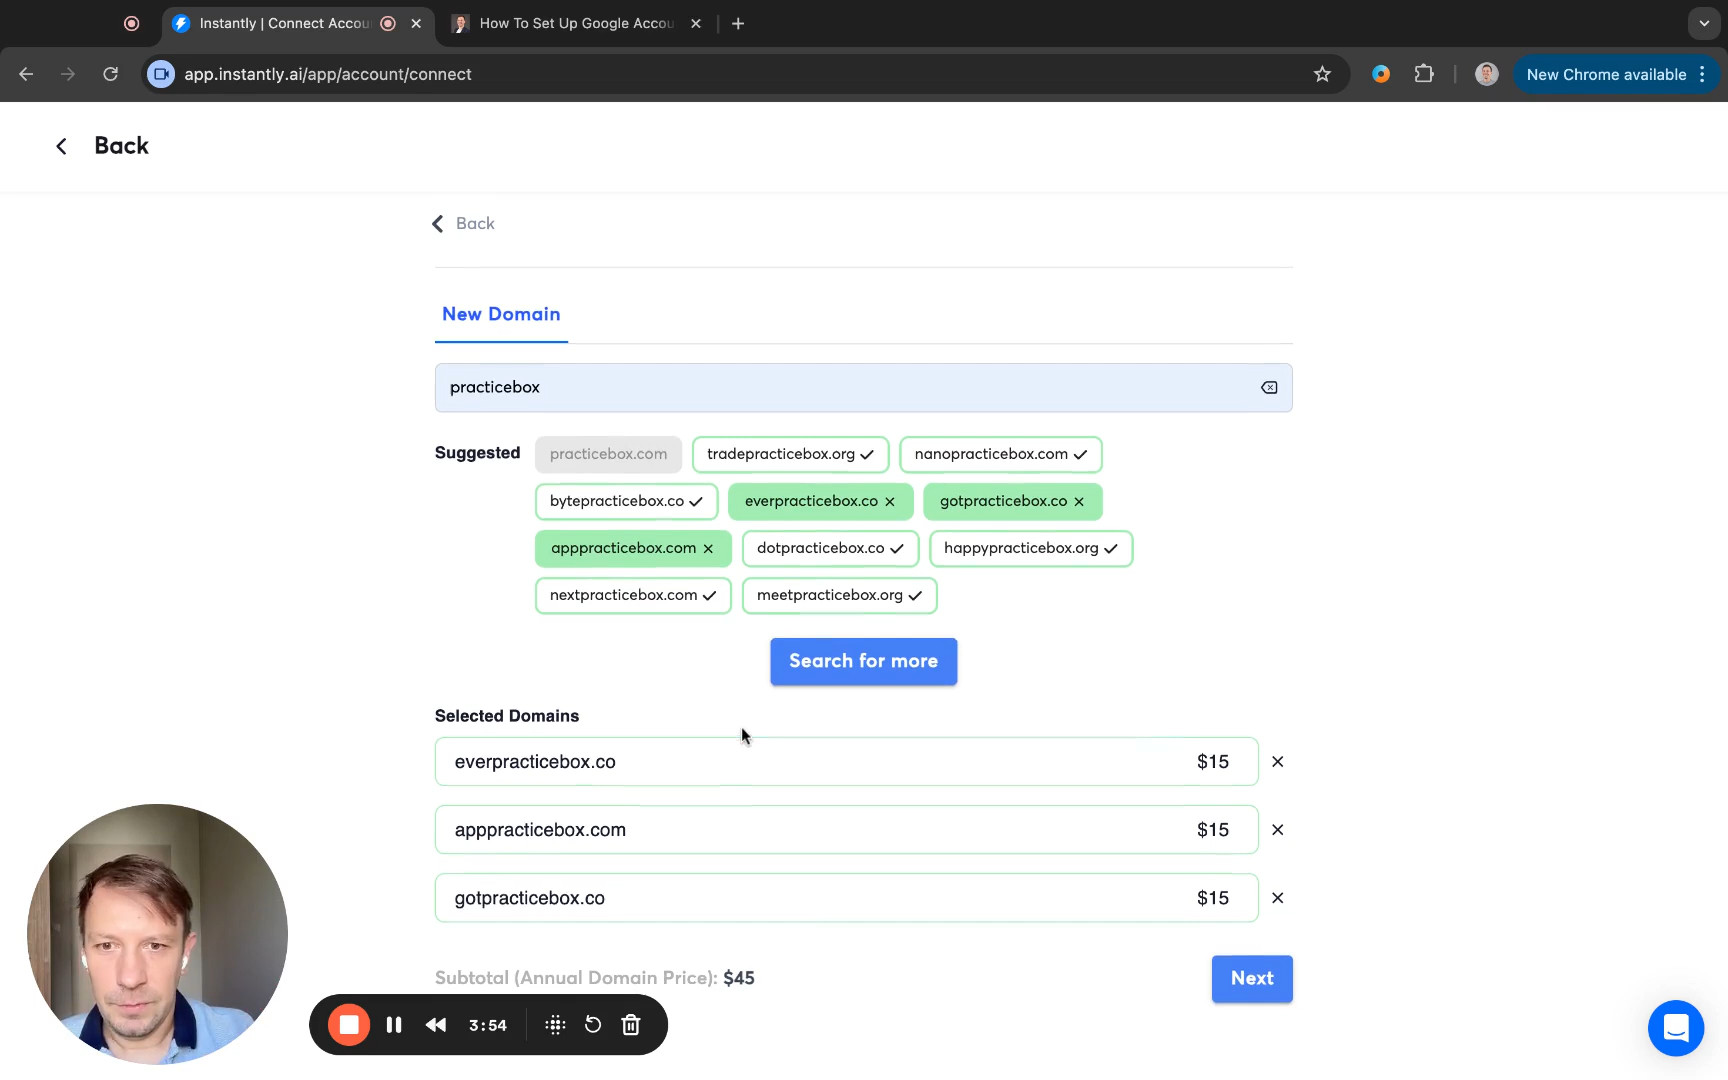 Instantly | Connect Accou
How To Set Up Google Accou
app.instantly.ai/app/account/connect
New Chrome available
Back
Back
New Domain
practicebox
Suggested practicebox.com tradepracticebox.org nanopracticebox.com
bytepracticebox.co everpracticebox.co gotpracticebox.co
apppracticebox.com dotpracticebox.co happypracticebox.org
nextpracticebox.com meetpracticebox.org
Search for more
Selected Domains
everpracticebox.co $15
apppracticebox.com $15
gotpracticebox.co $15
Subtotal (Annual Domain Price): $45
Next
3:54